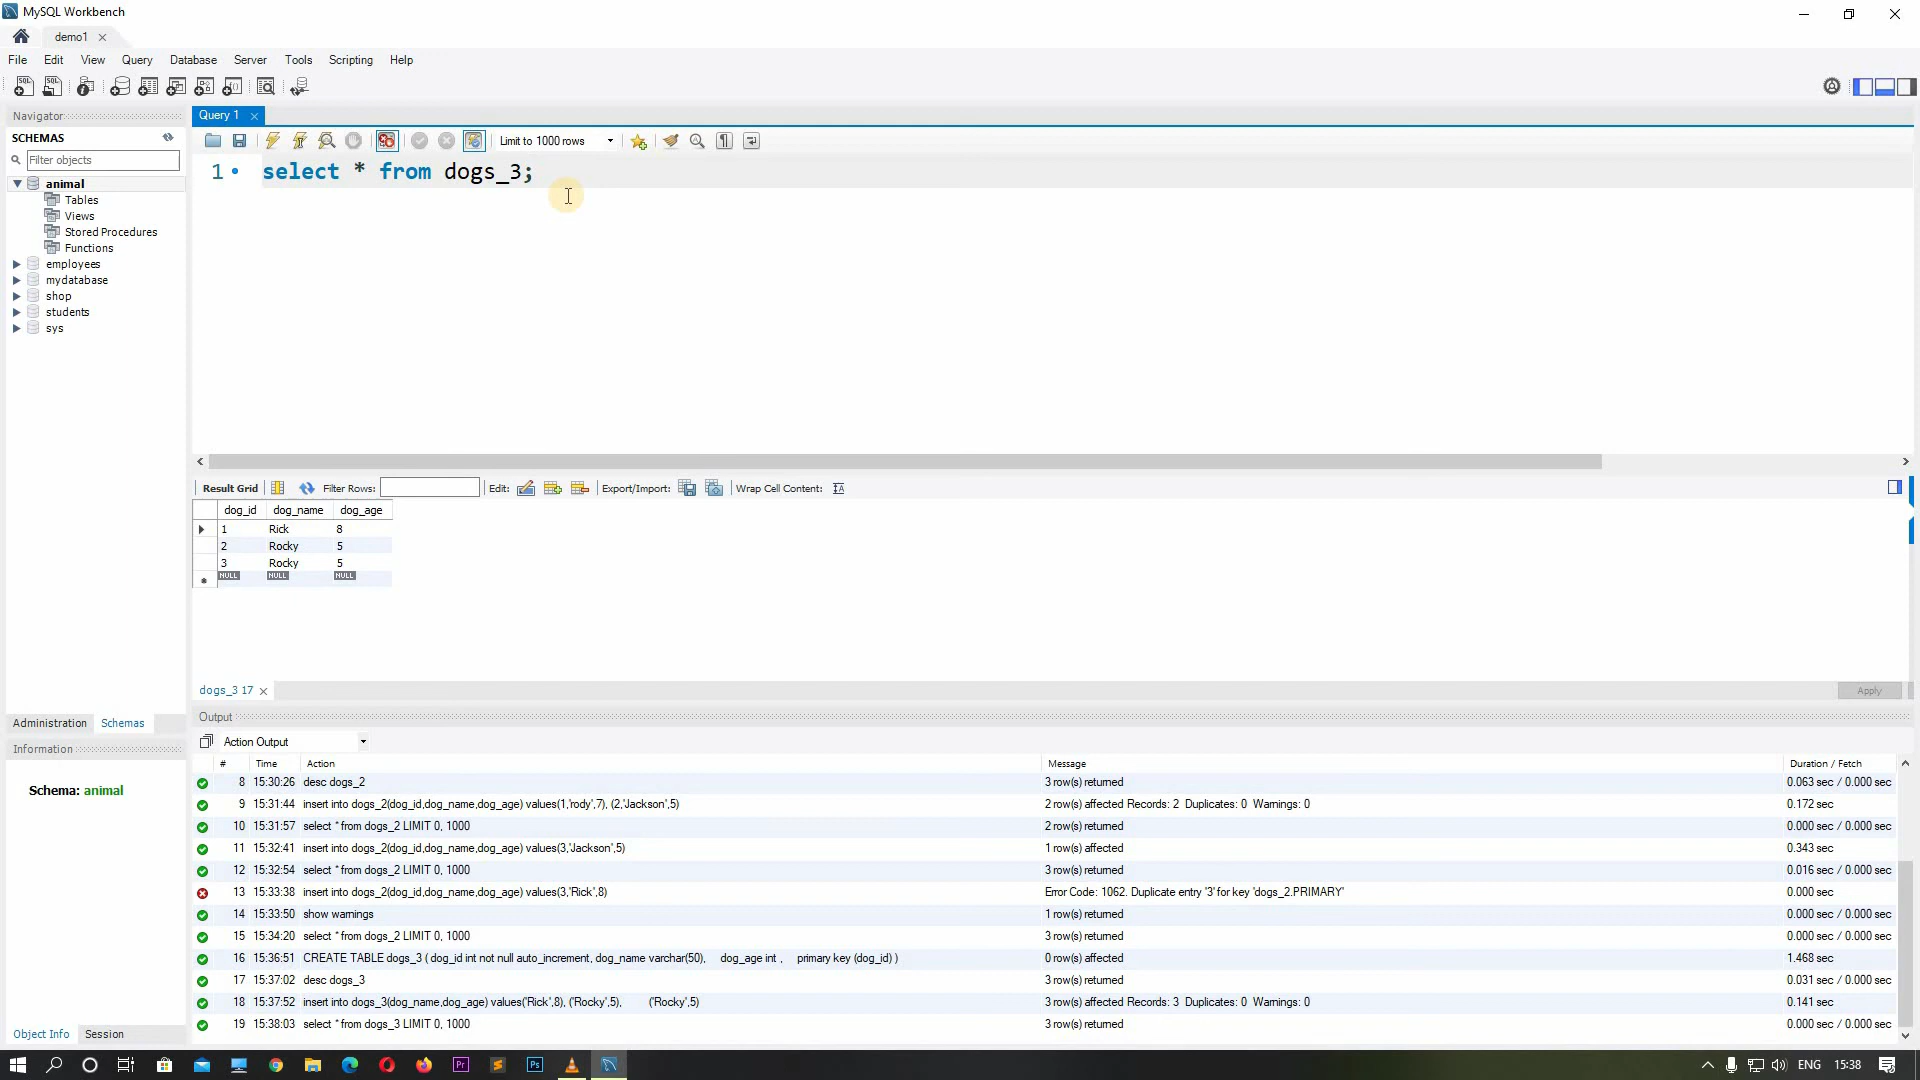 MySQL Workbench
demo1
File Edit View Query Database Server Tools Scripting Help
Navigator
Query 1
SCHEMAS
Limit to 1000 rows
Filter objects
1 select * from dogs_3;
animal
Tables
Views
Stored Procedures
Functions
employees
mydatabase
shop
students
sys
Result Grid Filter Rows: Edit: Export/Import: Wrap Cell Content:
dog_id dog_name dog_age
1 Rick 8
2 Rocky 5
3 Rocky 5
NULL NULL NULL
dogs_3 17 Apply
Administration Schemas
Output
Information
Action Output
# Time Action Message Duration / Fetch
8 15:30:26 desc dogs_2 3 row(s) returned 0.063 sec / 0.000 sec
Schema: animal
9 15:31:44 insert into dogs_2(dog_id,dog_name,dog_age) values(1,'rody',7), (2,'Jackson',5) 2 row(s) affected Records: 2 Duplicates: 0 Warnings: 0 0.172 sec
10 15:31:57 select * from dogs_2 LIMIT 0, 1000 2 row(s) returned 0.000 sec / 0.000 sec
11 15:32:41 insert into dogs_2(dog_id,dog_name,dog_age) values(3,'Jackson',5) 1 row(s) affected 0.343 sec
12 15:32:54 select * from dogs_2 LIMIT 0, 1000 3 row(s) returned 0.016 sec / 0.000 sec
13 15:33:38 insert into dogs_2(dog_id,dog_name,dog_age) values(3,'Rick',8) Error Code: 1062. Duplicate entry '3' for key 'dogs_2.PRIMARY' 0.000 sec
14 15:33:50 show warnings 1 row(s) returned 0.000 sec / 0.000 sec
15 15:34:20 select * from dogs_2 LIMIT 0, 1000 3 row(s) returned 0.000 sec / 0.000 sec
16 15:36:51 CREATE TABLE dogs_3 ( dog_id int not null auto_increment, dog_name varchar(50), dog_age int , primary key (dog_id) ) 0 row(s) affected 1.468 sec
17 15:37:02 desc dogs_3 3 row(s) returned 0.031 sec / 0.000 sec
18 15:37:52 insert into dogs_3(dog_name,dog_age) values('Rick',8), ('Rocky',5), ('Rocky',5) 3 row(s) affected Records: 3 Duplicates: 0 Warnings: 0 0.141 sec
19 15:38:03 select * from dogs_3 LIMIT 0, 1000 3 row(s) returned 0.000 sec / 0.000 sec
Object Info Session
Pr Ps ENG 15:38